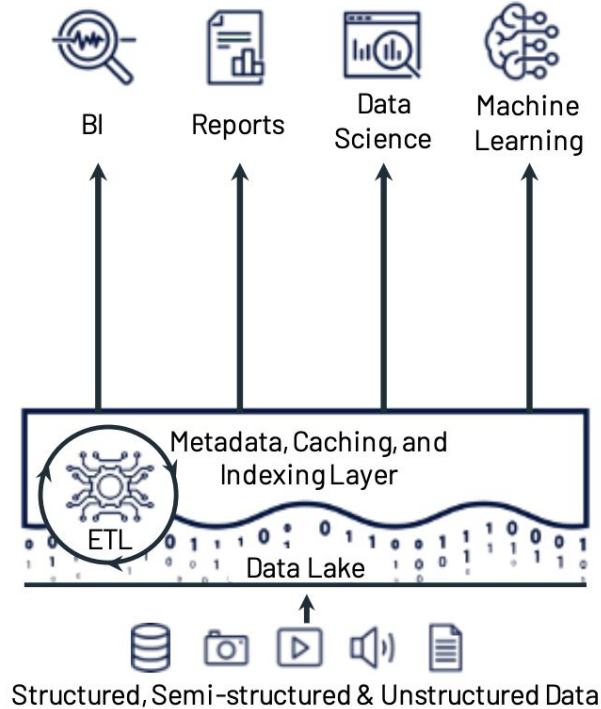 BI
Reports
Data
Science
Machine
Learning
Metadata, Caching, and
Indexing Layer
ETL
Data Lake
Structured, Semi-structured & Unstructured Data